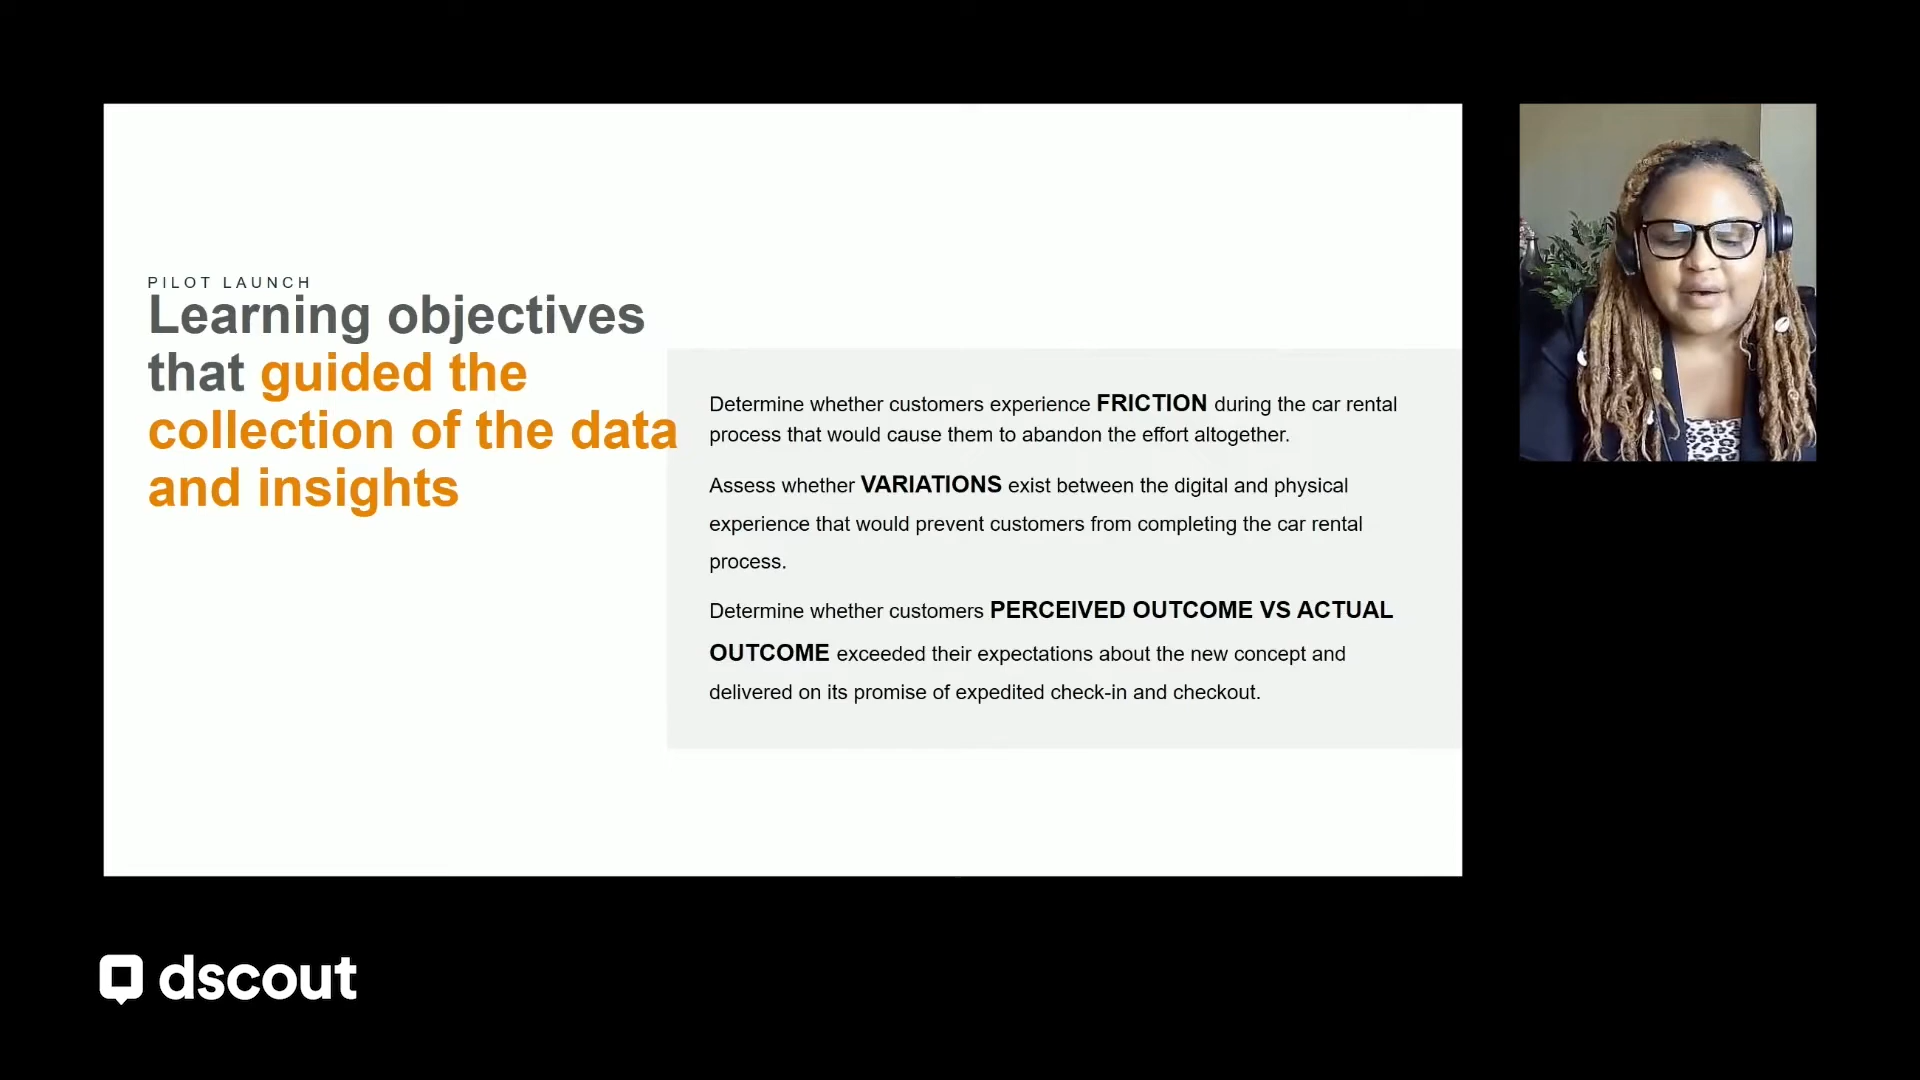 PILOT LAUNCH
Learning objectives
that guided the
collection of the data
and insights
Determine whether customers experience FRICTION during the car rental
process that would cause them to abandon the effort altogether.
Assess whether VARIATIONS exist between the digital and physical
experience that would prevent customers from completing the car rental
process.
Determine whether customers PERCEIVED OUTCOME VS ACTUAL
OUTCOME exceeded their expectations about the new concept and
delivered on its promise of expedited check-in and checkout.
dscout